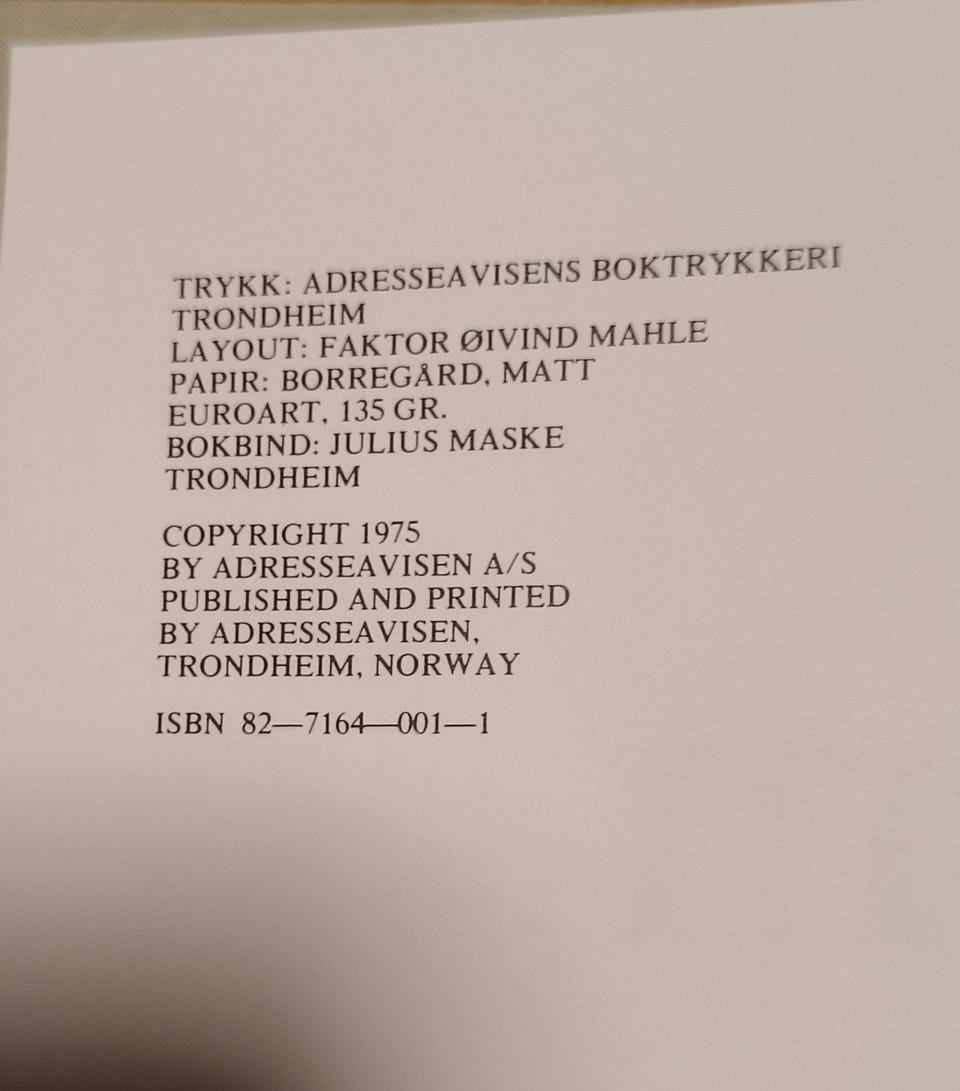 TRYKK: ADRESSEAVISENS BOKTRYKKERI
TRONDHEIM
LAYOUT: FAKTOR ØIVIND MAHLE
PAPIR: BORREGÅRD, MATT
EUROART, 135 GR.
BOKBIND: JULIUS MASKE
TRONDHEIM
COPYRIGHT 1975
BY ADRESSEAVISEN A/S
PUBLISHED AND PRINTED
BY ADRESSEAVISEN,
TRONDHEIM, NORWAY
ISBN 82—7164—001—1